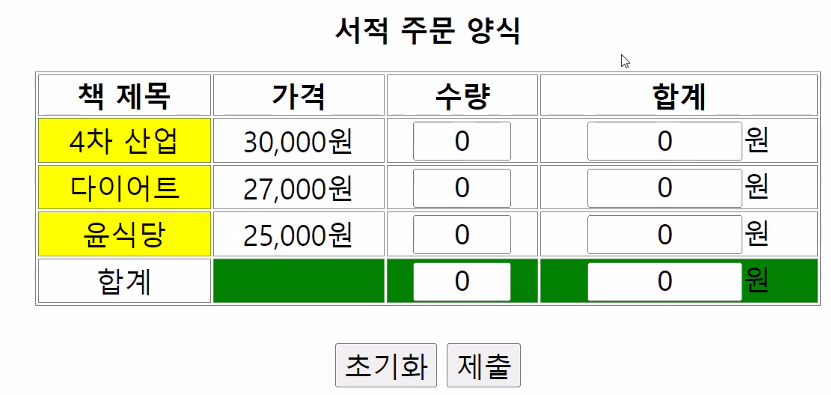 서적 주문 양식
책 제목 가격 수량 합계
4차 산업 30,000원 0 0 원
다이어트 27,000원 0 0 원
윤식당 25,000원 0 0 원
합계 0 0 원
초기화 제출